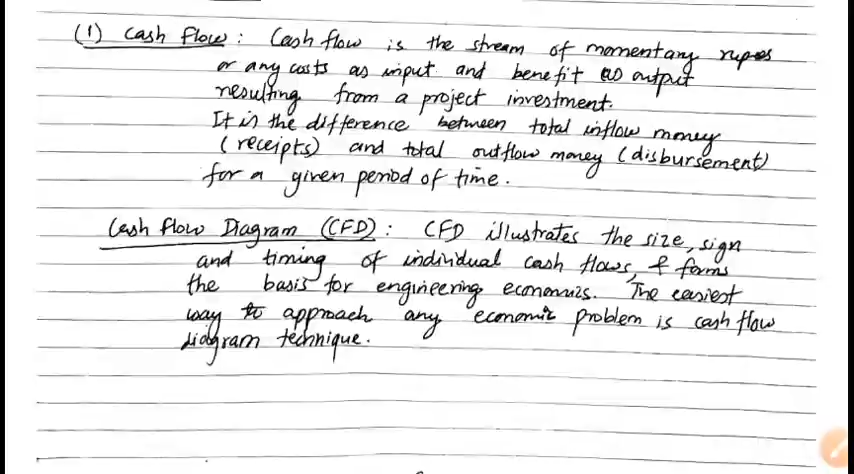 (1) Cash Flow : Cash flow is the stream of momentary rupees
or any costs as input and benefit as output
resulting from a project investment.
It is the difference between total inflow money
(receipts) and total outflow money (disbursement)
for a given period of time.
Cash Flow Diagram (CFD) : CFD illustrates the size, sign
and timing of individual cash flows, & forms
the basis for engineering economics. The easiest
way to approach any economic problem is cash flow
diagram technique.